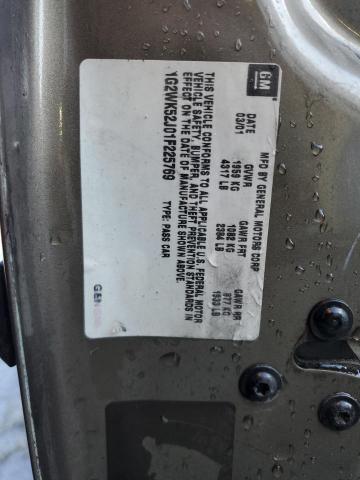 GM
MFD BY GENERAL MOTORS CORP
DATE GVWR GAWR FRT GAWR RR
03/01 1959 KG 1082 KG 877 KG
4317 LB 2384 LB 1933 LB
THIS VEHICLE CONFORMS TO ALL APPLICABLE U.S. FEDERAL MOTOR
VEHICLE SAFETY, BUMPER, AND THEFT PREVENTION STANDARDS IN
EFFECT ON THE DATE OF MANUFACTURE SHOWN ABOVE.
1G2WK52J01F225769 TYPE: PASS CAR